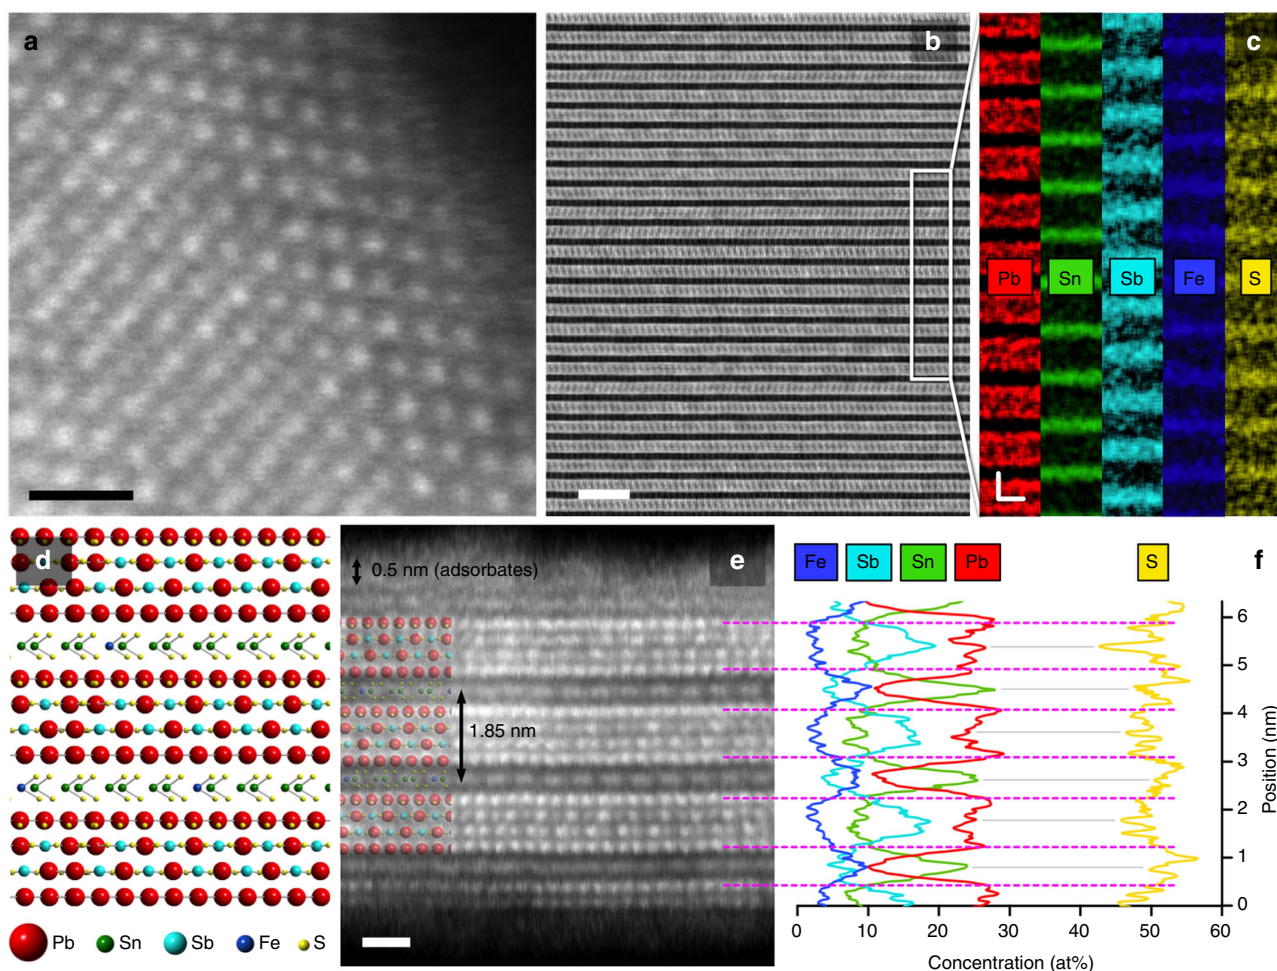 a
b
c
Pb Sn Sb Fe S
d
0.5 nm (adsorbates)
e
1.85 nm
Fe Sb Sn Pb S
f
6
5
4
3
2
1
0
Position (nm)
0 10 20 30 40 50 60
Concentration (at%)
Pb Sn Sb Fe S